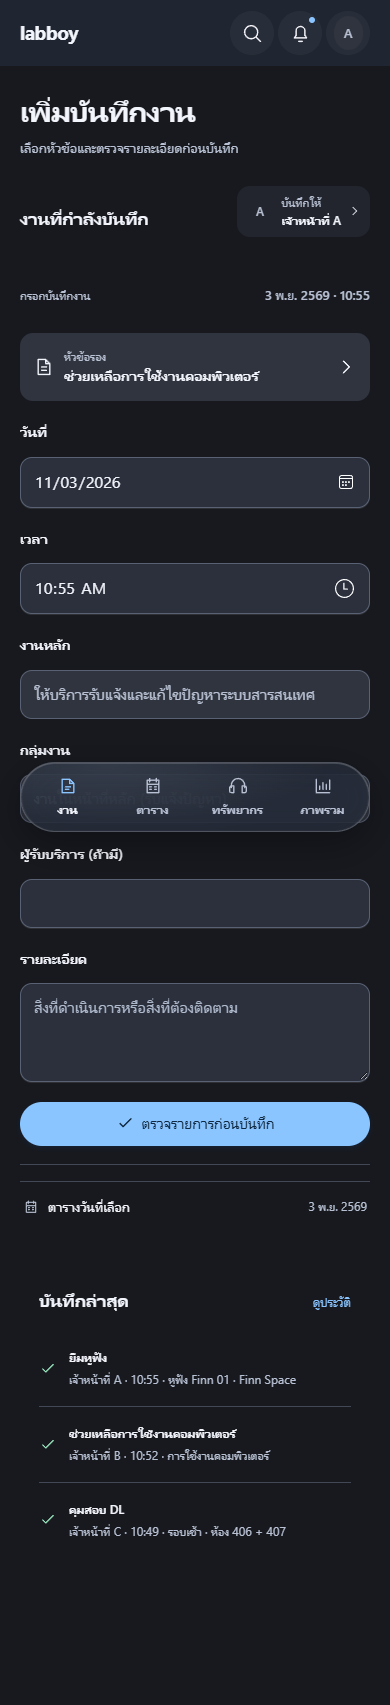 labboy
A
เพิ่มบันทึกงาน
เลือกหัวข้อและตรวจรายละเอียดก่อนบันทึก
งานที่กำลังบันทึก
A
บันทึกให้
เจ้าหน้าที่ A
กรอกบันทึกงาน
3 พ.ย. 2569 · 10:55
หัวข้อรอง
ช่วยเหลือการใช้งานคอมพิวเตอร์
วันที่
11/03/2026
เวลา
10:55 AM
งานหลัก
ให้บริการรับแจ้งและแก้ไขปัญหาระบบสารสนเทศ
กลุ่มงาน
งาน
ตาราง
ทรัพยากร
ภาพรวม
ผู้รับบริการ (ถ้ามี)
รายละเอียด
สิ่งที่ดำเนินการหรือสิ่งที่ต้องติดตาม
ตรวจรายการก่อนบันทึก
ตารางวันที่เลือก
3 พ.ย. 2569
บันทึกล่าสุด
ดูประวัติ
ยืมหูฟัง
เจ้าหน้าที่ A · 10:55 · หูฟัง Finn 01 · Finn Space
ช่วยเหลือการใช้งานคอมพิวเตอร์
เจ้าหน้าที่ B · 10:52 · การใช้งานคอมพิวเตอร์
คุมสอบ DL
เจ้าหน้าที่ C · 10:49 · รอบเช้า · ห้อง 406 + 407